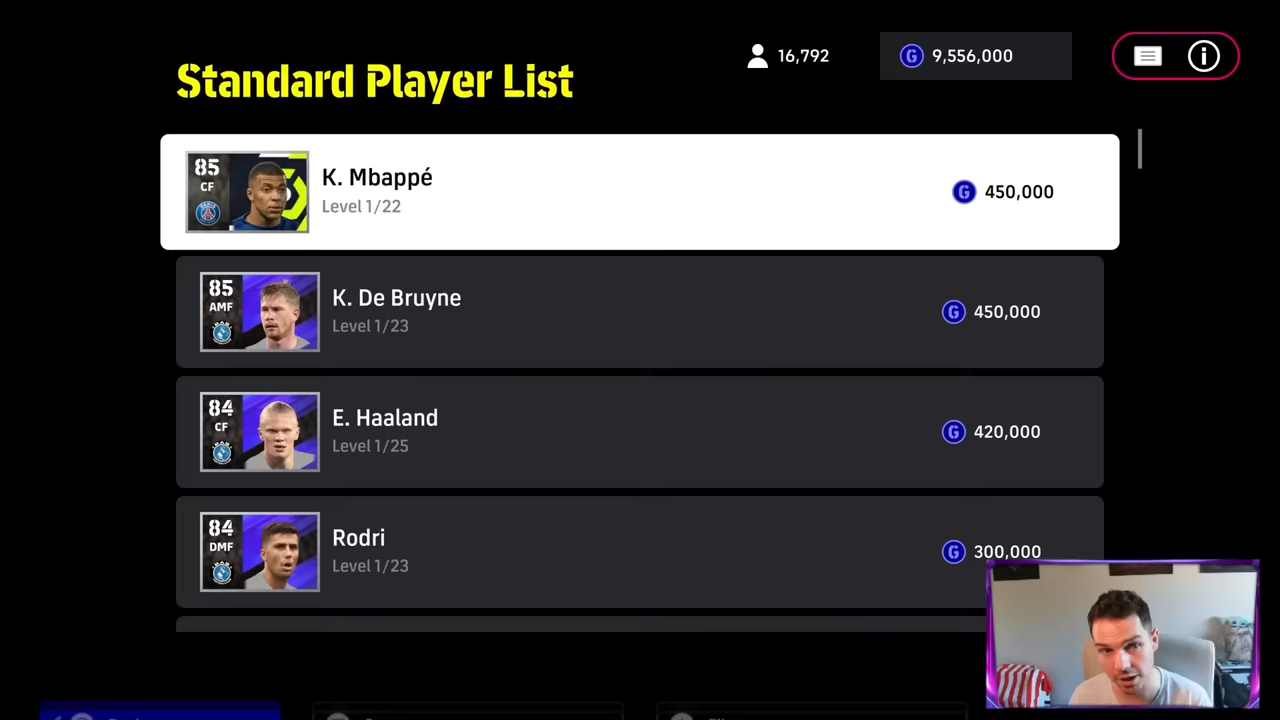 16,792
9,556,000
Standard Player List
85
CF
K. Mbappé
Level 1/22
450,000
85
AMF
K. De Bruyne
Level 1/23
450,000
84
CF
E. Haaland
Level 1/25
420,000
84
DMF
Rodri
Level 1/23
300,000